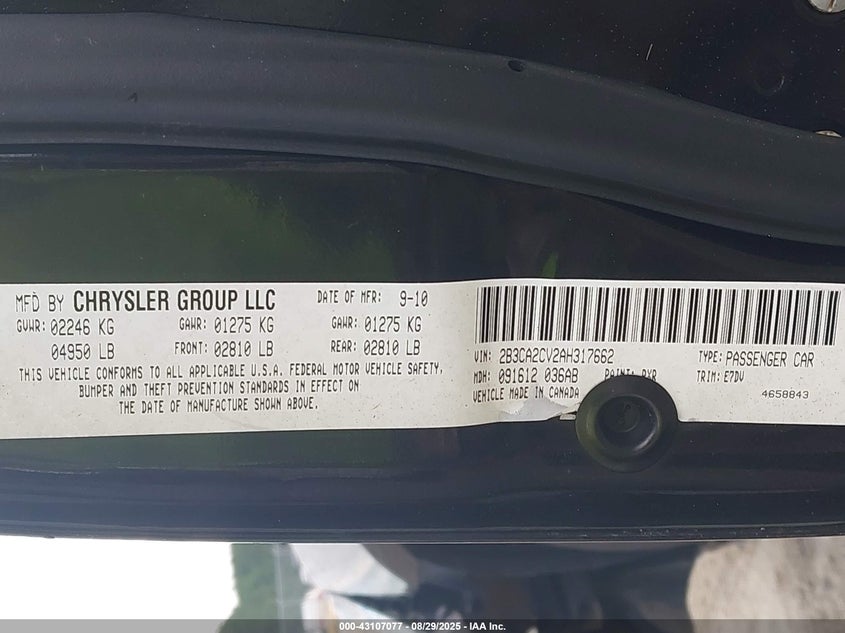 MFD BY CHRYSLER GROUP LLC DATE OF MFR: 9-10
GVWR: 02246 KG GAWR: 01275 KG GAWR: 01275 KG
04950 LB FRONT: 02810 LB REAR: 02810 LB
THIS VEHICLE CONFORMS TO ALL APPLICABLE U.S.A. FEDERAL MOTOR VEHICLE SAFETY,
BUMPER AND THEFT PREVENTION STANDARDS IN EFFECT ON
THE DATE OF MANUFACTURE SHOWN ABOVE.
VIN: 2B3CA2CV2AH317662 TYPE: PASSENGER CAR
MDH: 091612 036AB PAINT: PXR TRIM: E7DV
VEHICLE MADE IN CANADA 4658843
000-43107077 - 08/29/2025 - IAA Inc.